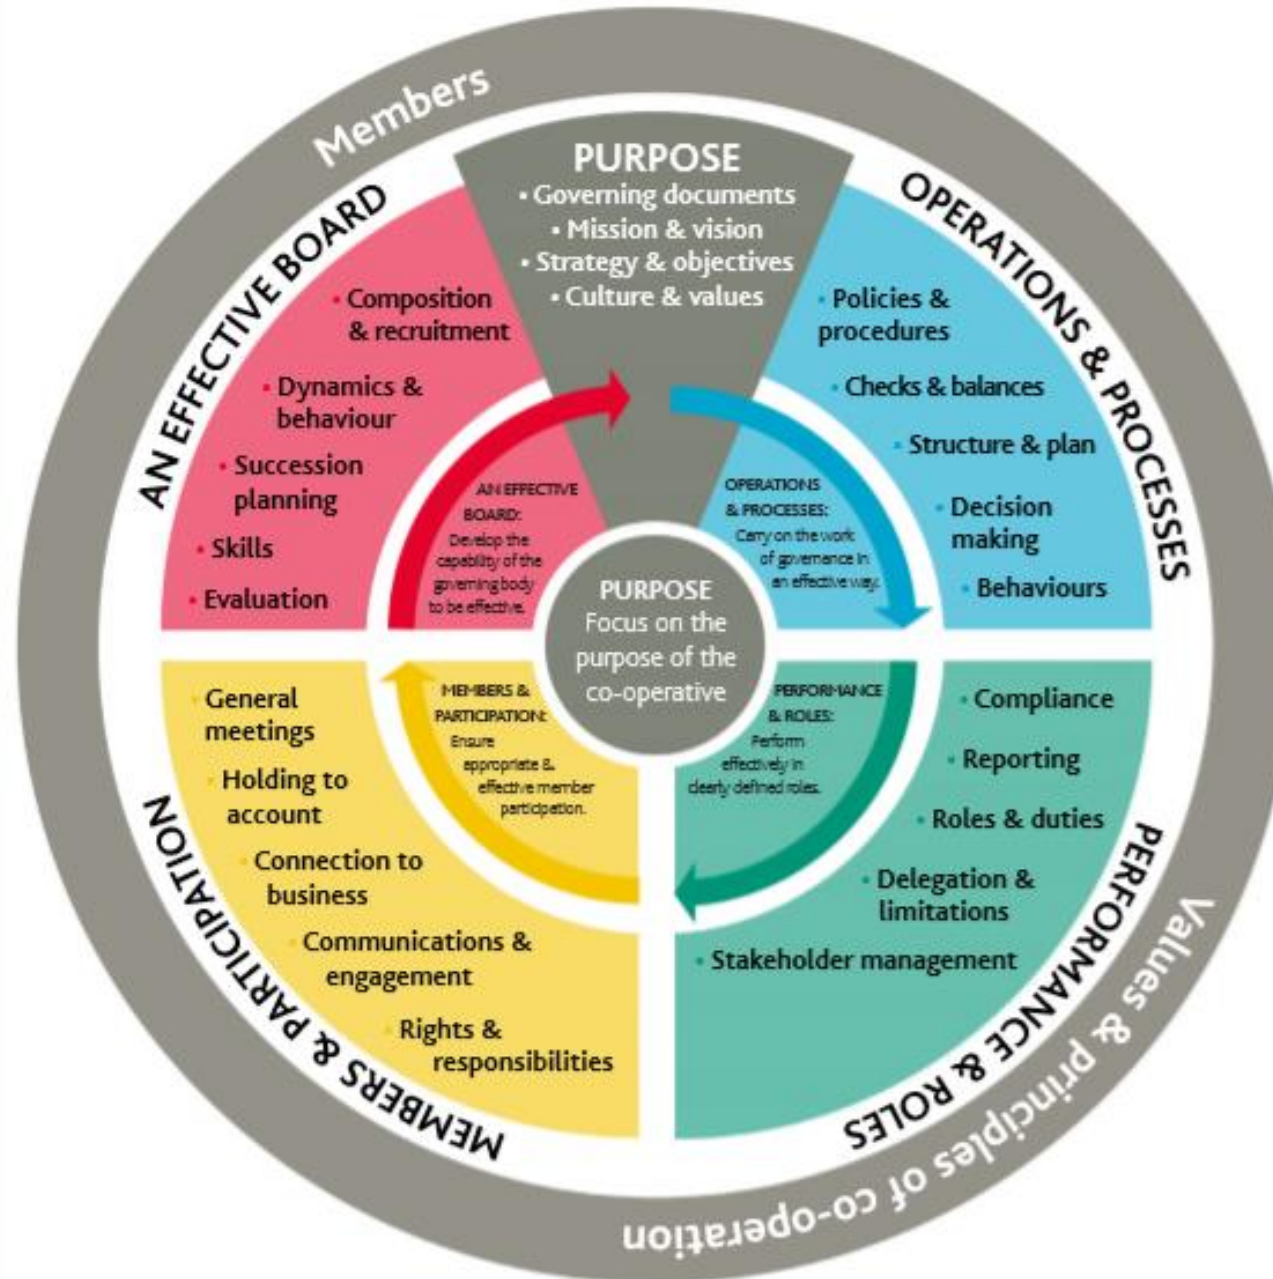 Members
PURPOSE
• Governing documents
• Mission & vision
• Strategy & objectives
• Culture & values
AN EFFECTIVE BOARD
• Composition
& recruitment
• Dynamics &
behaviour
• Succession
planning
• Skills
• Evaluation
AN EFFECTIVE
BOARD:
Develop the
capability of the
governing body
to be effective.
OPERATIONS & PROCESSES
• Policies &
procedures
• Checks & balances
• Structure & plan
• Decision
making
• Behaviours
OPERATIONS
& PROCESSES:
Carry on the work
of governance in
an effective way.
PURPOSE
Focus on the
purpose of the
co-operative
MEMBERS & PARTICIPATION
• General
meetings
• Holding to
account
• Connection to
business
• Communications &
engagement
• Rights &
responsibilities
MEMBERS &
PARTICIPATION:
Ensure
appropriate &
effective member
participation.
PERFORMANCE & ROLES
• Compliance
• Reporting
• Roles & duties
• Delegation &
limitations
• Stakeholder management
PERFORMANCE
& ROLES:
Perform
effectively in
clearly defined roles.
Values & principles of co-operation